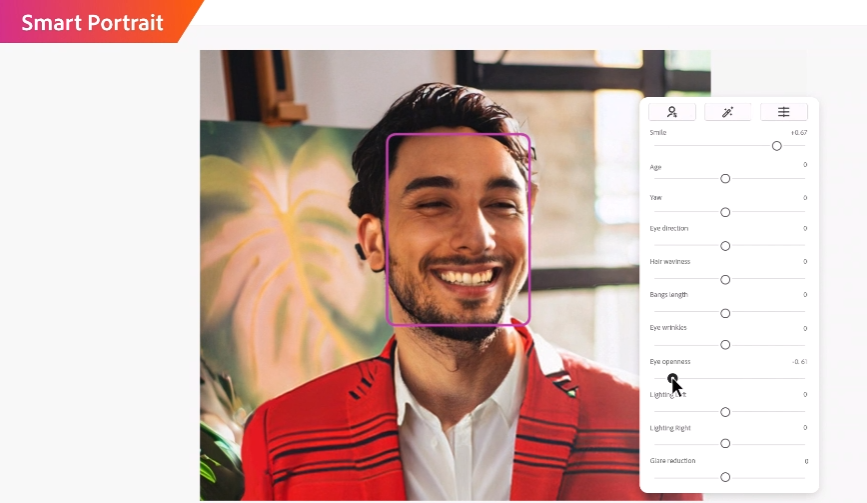 Smart Portrait
Smile +0.67
Age 0
Yaw 0
Eye direction 0
Hair waviness 0
Bangs length 0
Eye wrinkles 0
Eye openness -0.61
Lighting Left 0
Lighting Right 0
Glare reduction 0